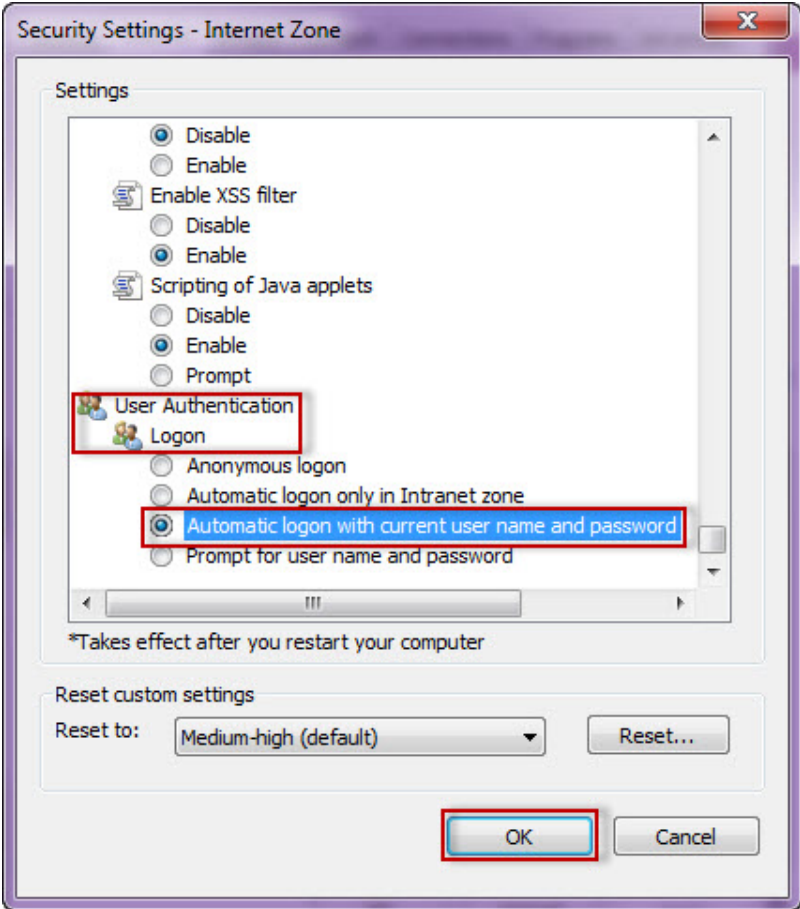 Security Settings - Internet Zone
Settings
Disable
Enable
Enable XSS filter
Disable
Enable
Scripting of Java applets
Disable
Enable
Prompt
User Authentication
Logon
Anonymous logon
Automatic logon only in Intranet zone
Automatic logon with current user name and password
Prompt for user name and password
*Takes effect after you restart your computer
Reset custom settings
Reset to: Medium-high (default) Reset...
OK Cancel